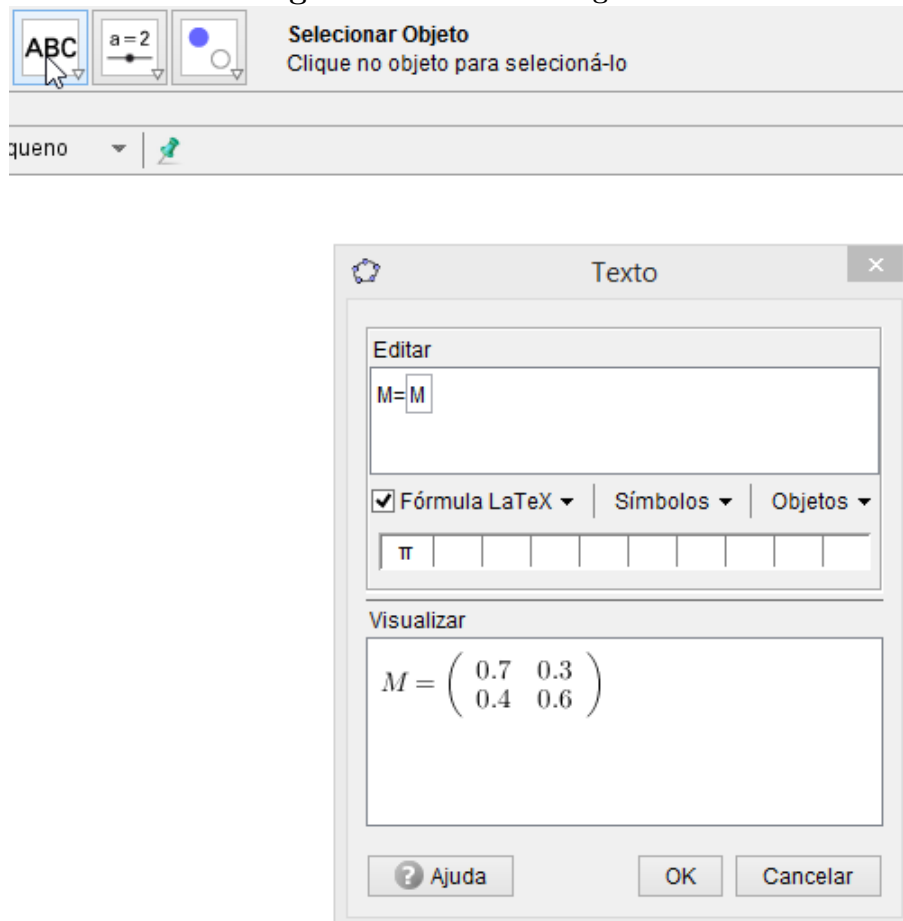 ABC
a=2
Selecionar Objeto
Clique no objeto para selecioná-lo
queno
Texto
Editar
M=M
Fórmula LaTeX
Símbolos
Objetos
π
Visualizar
M = ( 0.7 0.3
0.4 0.6 )
Ajuda
OK
Cancelar